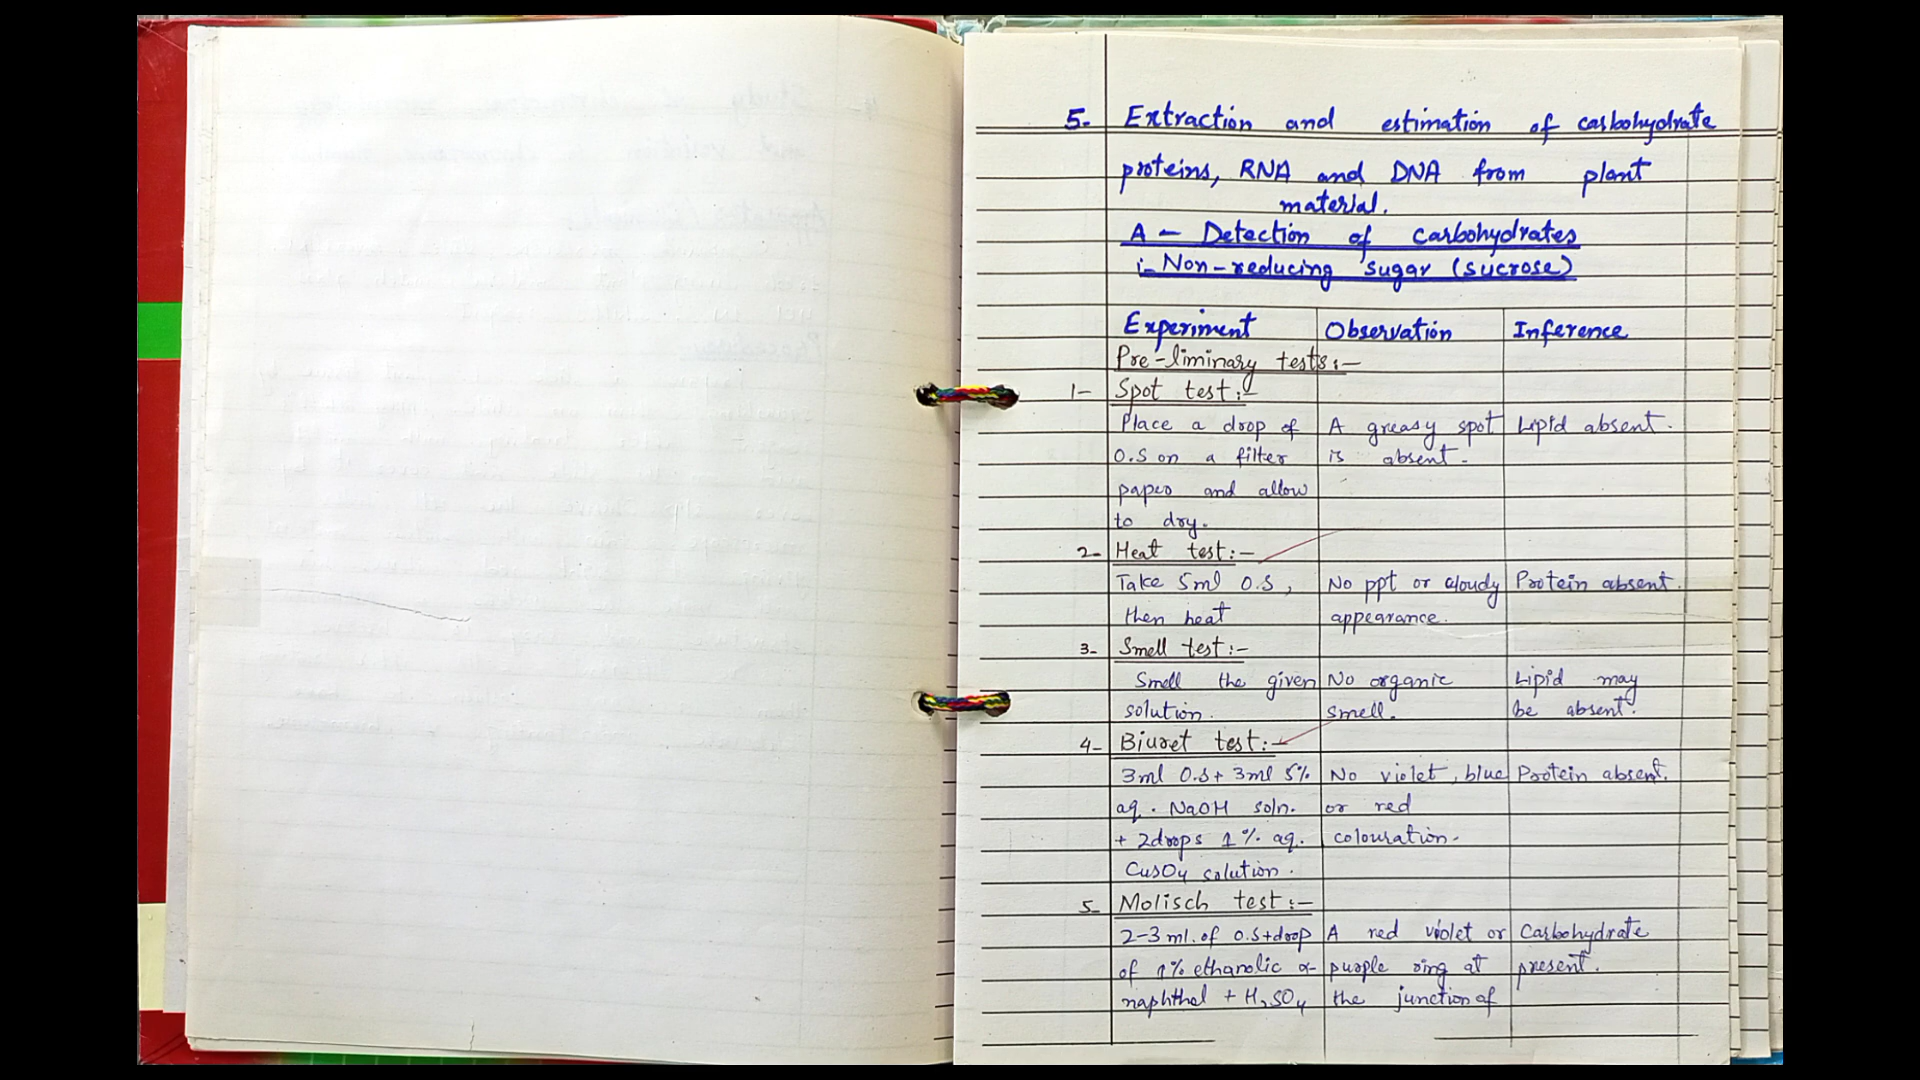 5- Extraction and estimation of carbohydrate
proteins, RNA and DNA from plant
material.
A - Detection of carbohydrates
i- Non-reducing sugar (sucrose)
Experiment Observation Inference
Pre-liminary tests:-
1- Spot test:-
Place a drop of A greasy spot Lipid absent.
O.S on a filter is absent.
paper and allow
to dry.
2- Heat test:-
Take 5ml O.S, No ppt or cloudy Protein absent.
then heat appearance.
3- Smell test:-
Smell the given No organic Lipid may
solution. smell. be absent.
4- Biuret test:-
3ml O.S + 3ml 5% No violet, blue Protein absent.
aq. NaOH soln. or red
+ 2drops 1% aq. colouration.
CuSO4 solution.
5- Molisch test:-
2-3 ml. of O.S+drop A red violet or Carbohydrate
of 1% ethanolic α- purple ring at present.
naphthol + H2SO4 the junction of